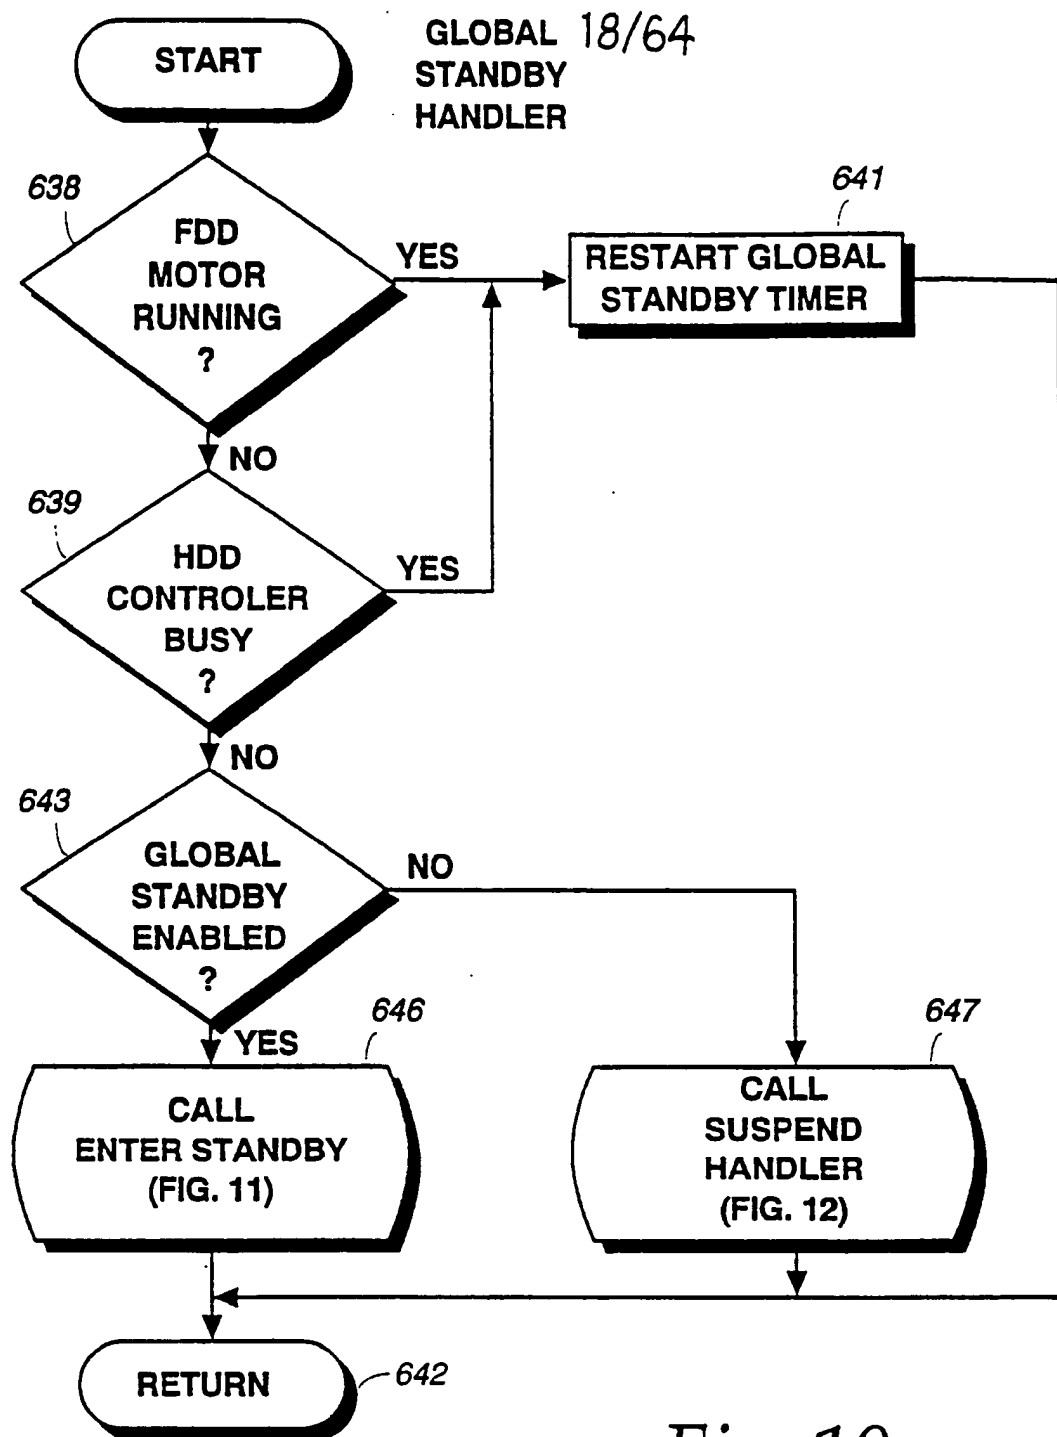 START
GLOBAL 18/64
STANDBY
HANDLER
638
FDD
MOTOR
RUNNING
?
YES
641
RESTART GLOBAL
STANDBY TIMER
NO
639
HDD
CONTROLER
BUSY
?
YES
NO
643
GLOBAL
STANDBY
ENABLED
?
NO
YES
646
CALL
ENTER STANDBY
(FIG. 11)
647
CALL
SUSPEND
HANDLER
(FIG. 12)
RETURN
642
Fig. 10